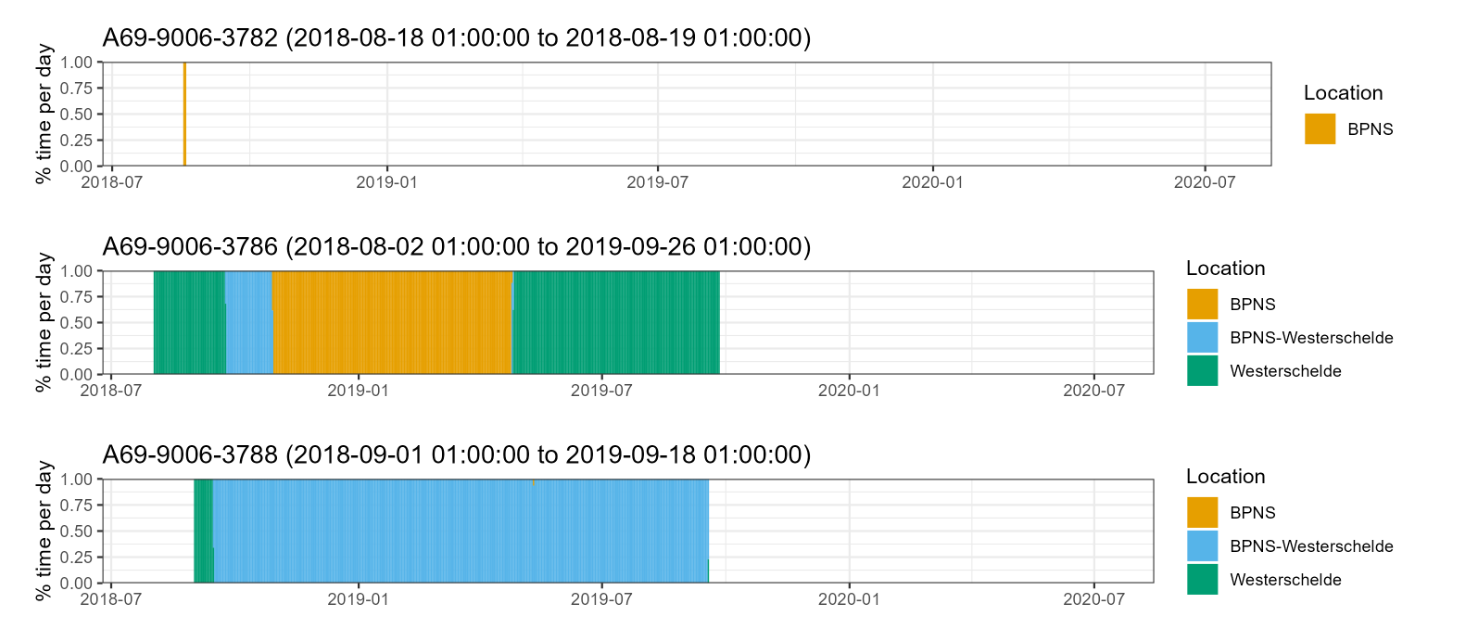 A69-9006-3782 (2018-08-18 01:00:00 to 2018-08-19 01:00:00)
% time per day
1.00
0.75
0.50
0.25
0.00
2018-07 2019-01 2019-07 2020-01 2020-07
Location
BPNS
A69-9006-3786 (2018-08-02 01:00:00 to 2019-09-26 01:00:00)
% time per day
1.00
0.75
0.50
0.25
0.00
2018-07 2019-01 2019-07 2020-01 2020-07
Location
BPNS
BPNS-Westerschelde
Westerschelde
A69-9006-3788 (2018-09-01 01:00:00 to 2019-09-18 01:00:00)
% time per day
1.00
0.75
0.50
0.25
0.00
2018-07 2019-01 2019-07 2020-01 2020-07
Location
BPNS
BPNS-Westerschelde
Westerschelde